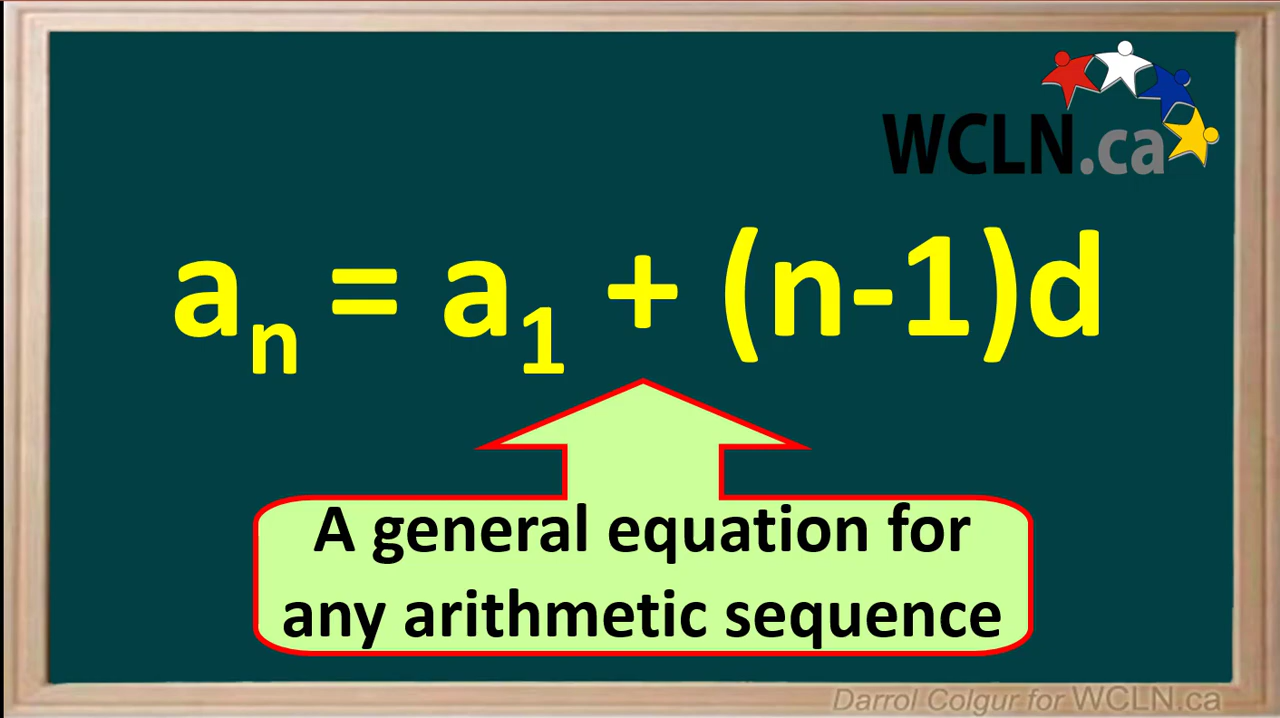 WCLN.ca
aₙ = a₁ + (n-1)d
A general equation for
any arithmetic sequence
Darrol Colgur for WCLN.ca